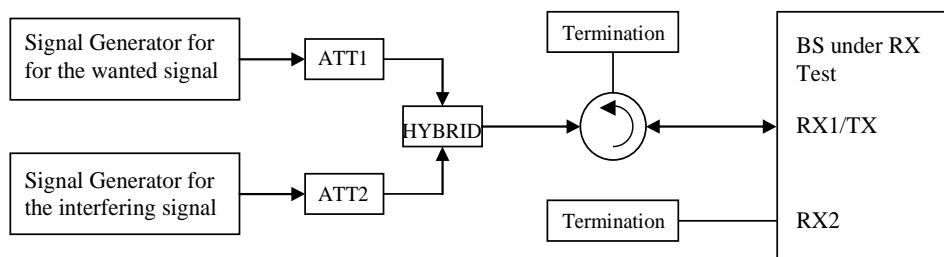 Signal Generator for
for the wanted signal
ATT1
HYBRID
Signal Generator for
the interfering signal
ATT2
Termination
Termination
BS under RX
Test
RX1/TX
RX2